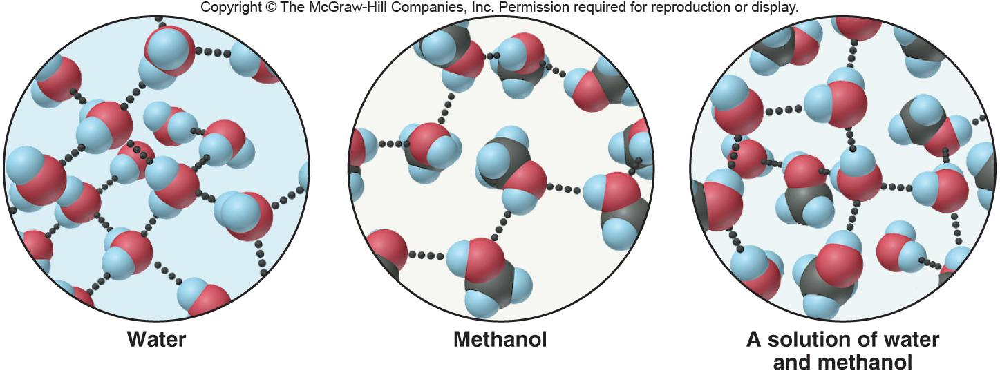 Copyright © The McGraw-Hill Companies, Inc. Permission required for reproduction or display.
Water
Methanol
A solution of water
and methanol